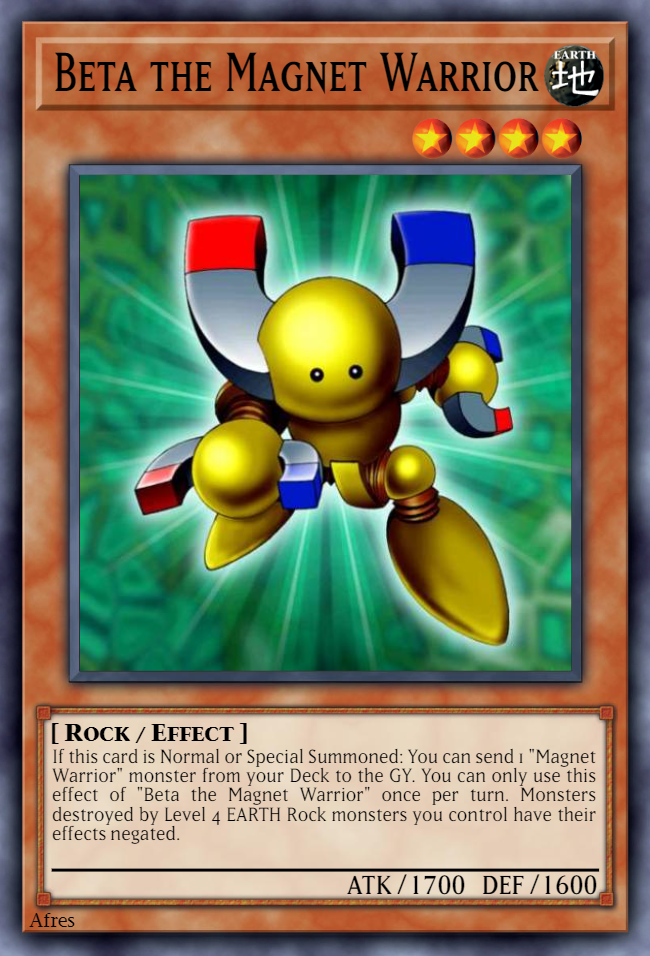 Beta the Magnet Warrior
EARTH
地
[ Rock / Effect ]
If this card is Normal or Special Summoned: You can send 1 "Magnet
Warrior" monster from your Deck to the GY. You can only use this
effect of "Beta the Magnet Warrior" once per turn. Monsters
destroyed by Level 4 EARTH Rock monsters you control have their
effects negated.
ATK / 1700 DEF / 1600
Afres